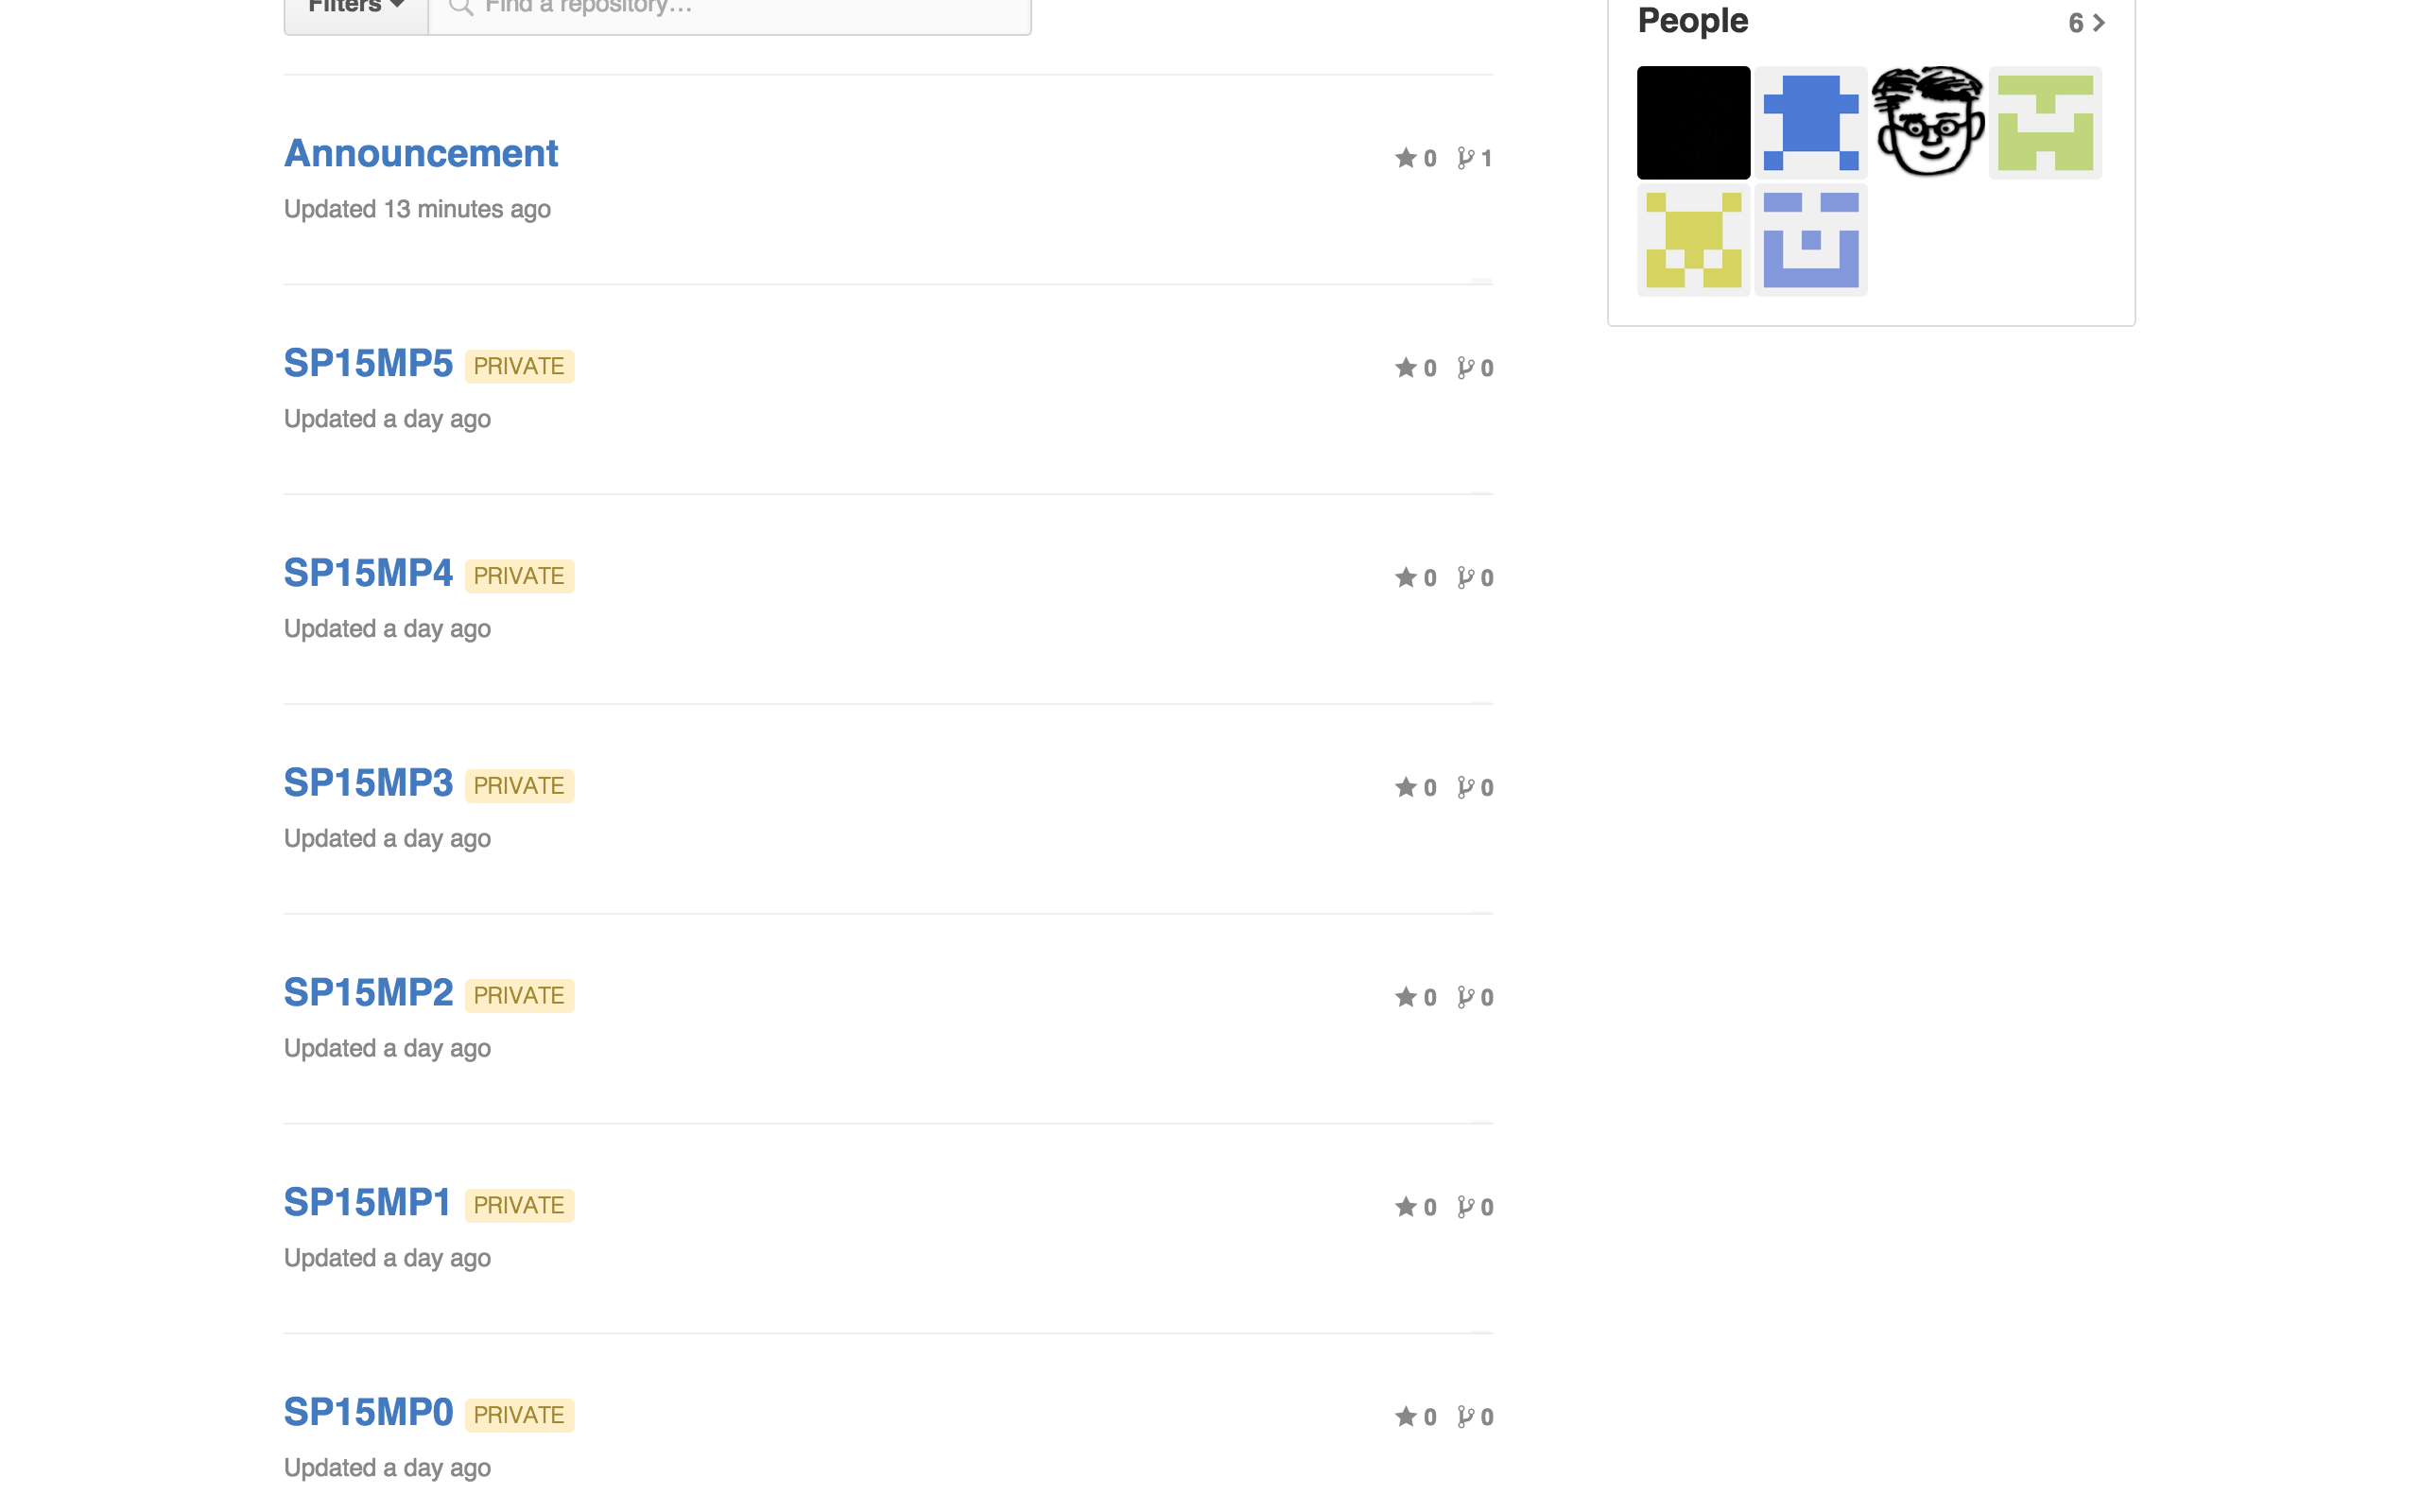 Filters Find a repository...
Announcement 0 1
Updated 13 minutes ago
SP15MP5 PRIVATE 0 0
Updated a day ago
SP15MP4 PRIVATE 0 0
Updated a day ago
SP15MP3 PRIVATE 0 0
Updated a day ago
SP15MP2 PRIVATE 0 0
Updated a day ago
SP15MP1 PRIVATE 0 0
Updated a day ago
SP15MP0 PRIVATE 0 0
Updated a day ago
People 6